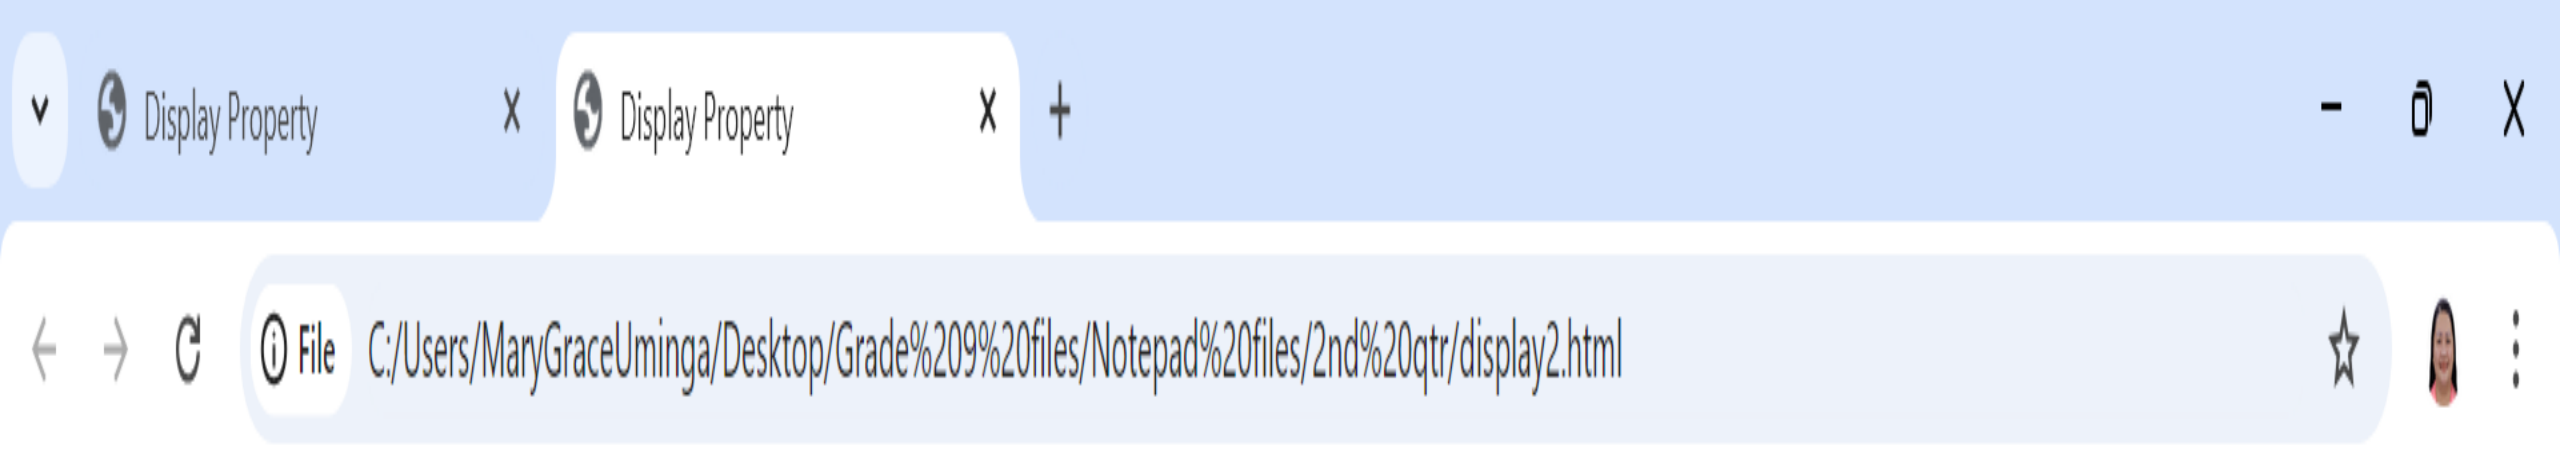 Display Property
Display Property
File C:/Users/MaryGraceUminga/Desktop/Grade%209%20files/Notepad%20files/2nd%20qtr/display2.html